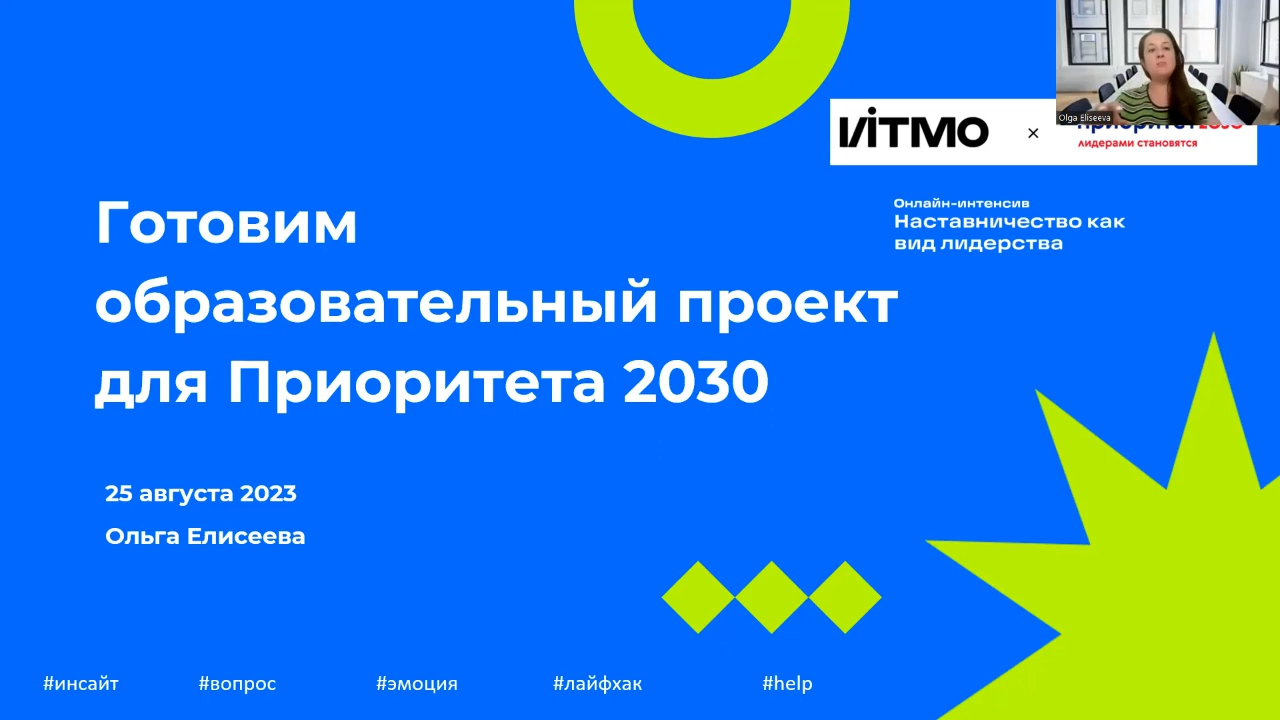 Olga Eliseeva
ИТМО
×
лидерами становятся
Онлайн-интенсив
Наставничество как
вид лидерства
Готовим
образовательный проект
для Приоритета 2030
25 августа 2023
Ольга Елисеева
#инсайт #вопрос #эмоция #лайфхак #help